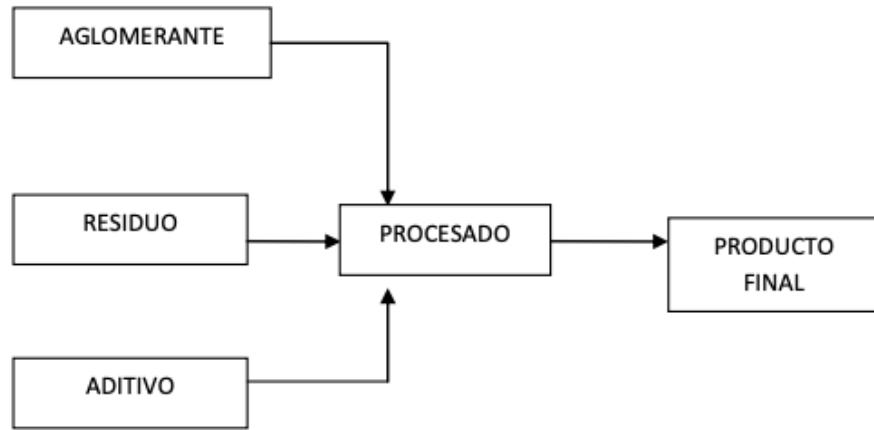 AGLOMERANTE
RESIDUO
PROCESADO
PRODUCTO
FINAL
ADITIVO